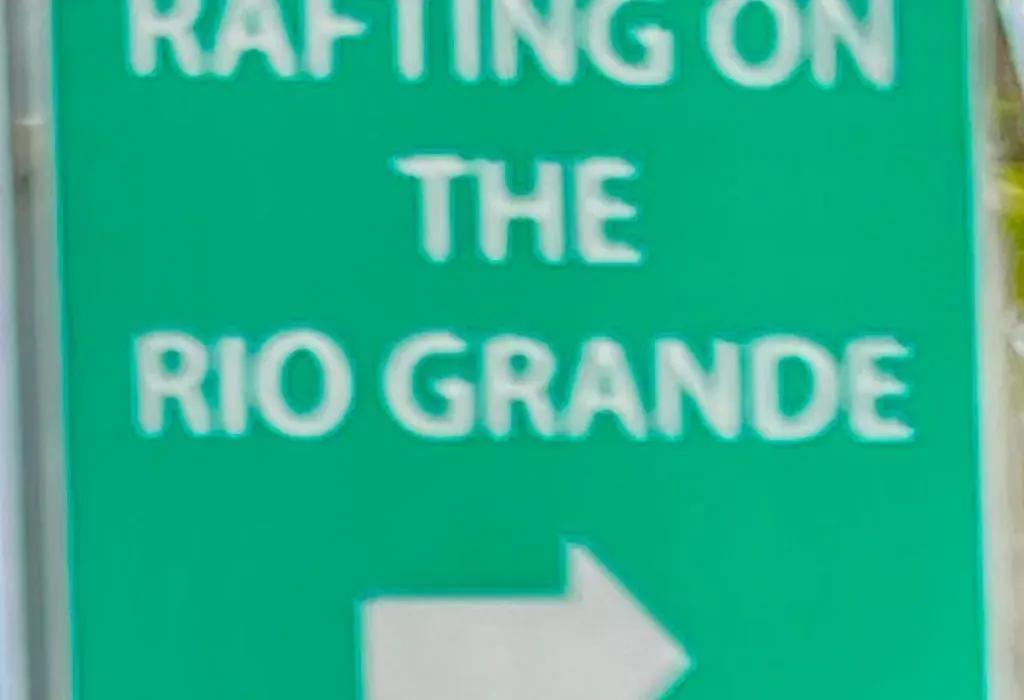 RAFTING ON
THE
RIO GRANDE